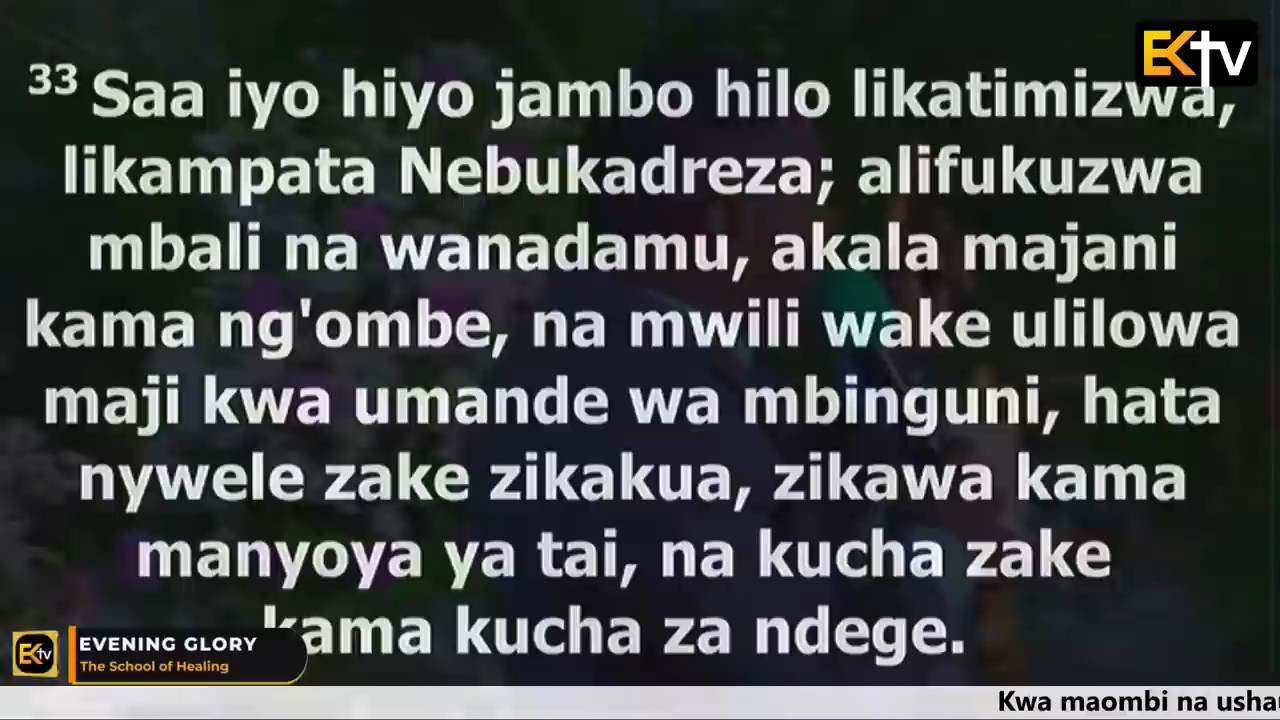 EKtv
33 Saa iyo hiyo jambo hilo likatimizwa,
likampata Nebukadreza; alifukuzwa
mbali na wanadamu, akala majani
kama ng'ombe, na mwili wake ulilowa
maji kwa umande wa mbinguni, hata
nywele zake zikakua, zikawa kama
manyoya ya tai, na kucha zake
kama kucha za ndege.
EKtv
EVENING GLORY
The School of Healing
Kwa maombi na